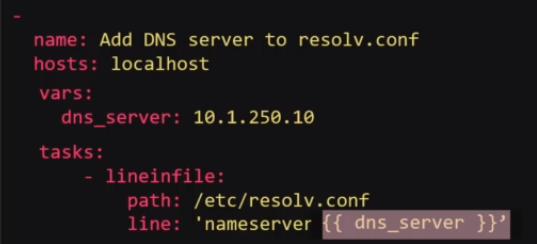 -
name: Add DNS server to resolv.conf
hosts: localhost
vars:
dns_server: 10.1.250.10
tasks:
- lineinfile:
path: /etc/resolv.conf
line: 'nameserver {{ dns_server }}’